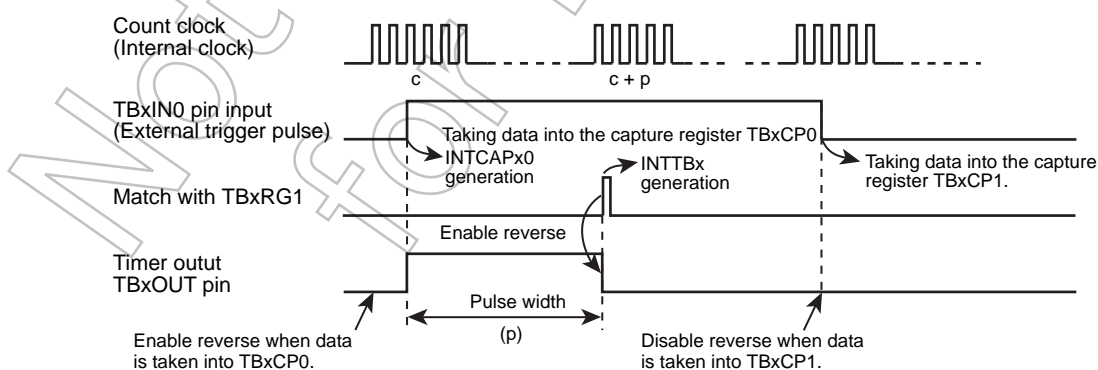 Count clock
(Internal clock)
c
c + p
TBxIN0 pin input
(External trigger pulse)
Taking data into the capture register TBxCP0
INTCAPx0
generation
INTTBx
generation
Taking data into the capture
register TBxCP1.
Match with TBxRG1
Enable reverse
Timer outut
TBxOUT pin
Pulse width
(p)
Enable reverse when data
is taken into TBxCP0.
Disable reverse when data
is taken into TBxCP1.